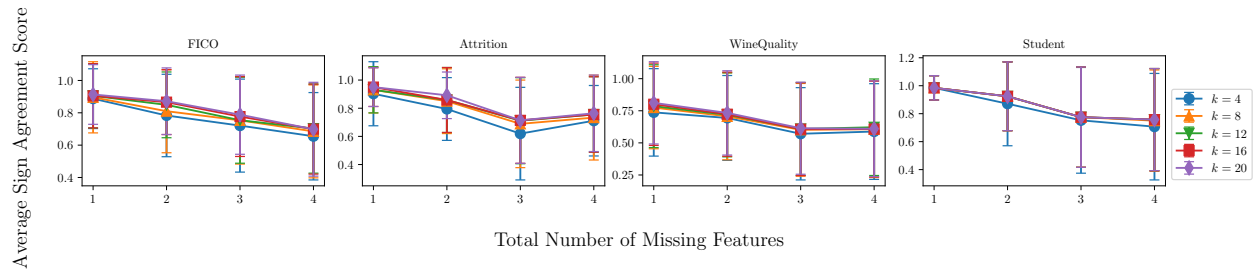 Average Sign Agreement Score
FICO
1.0
0.8
0.6
0.4
1 2 3 4
Attrition
1.0
0.8
0.6
0.4
1 2 3 4
WineQuality
1.00
0.75
0.50
0.25
1 2 3 4
Student
1.2
1.0
0.8
0.6
0.4
1 2 3 4
k = 4
k = 8
k = 12
k = 16
k = 20
Total Number of Missing Features